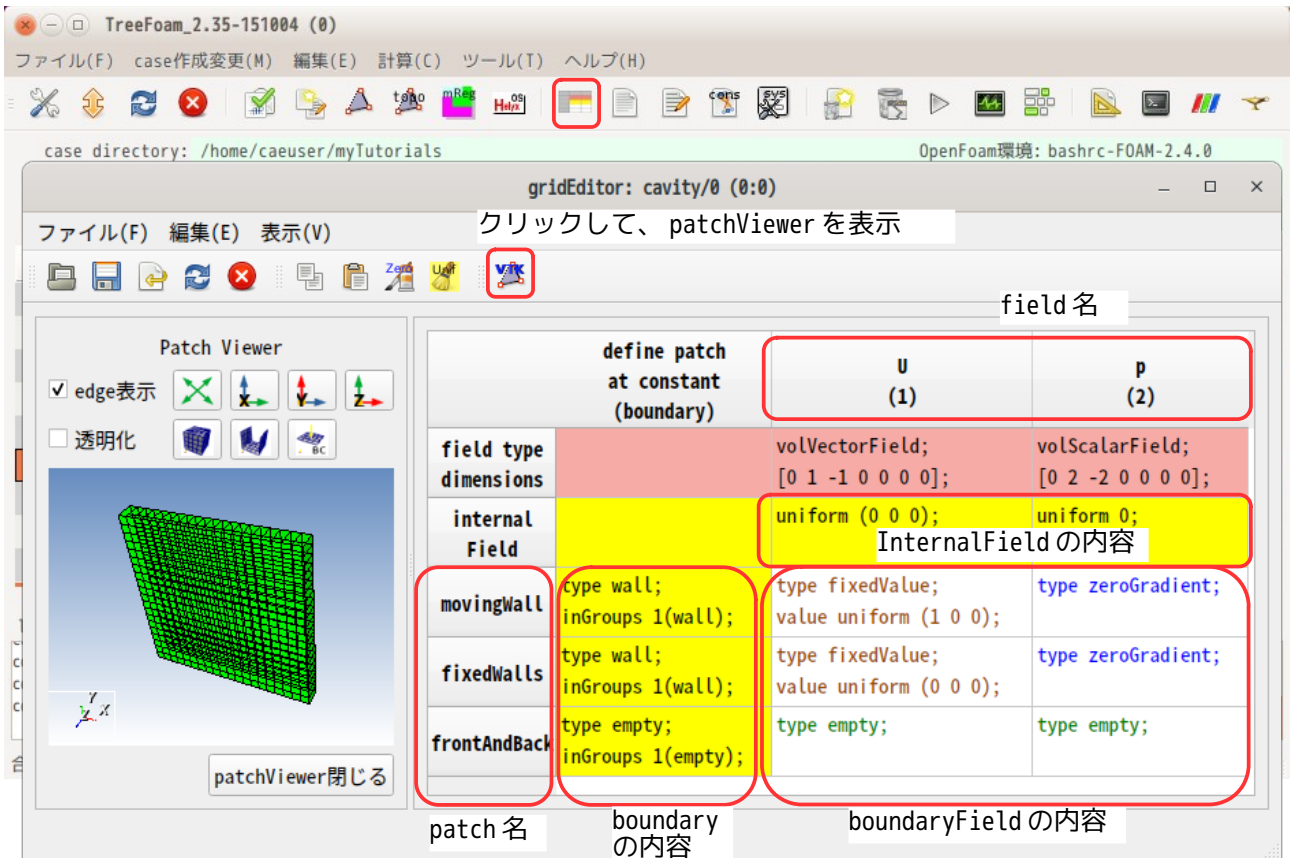 TreeFoam_2.35-151004 (0)
ファイル(F) case作成変更(M) 編集(E) 計算(C) ツール(T) ヘルプ(H)
topo mReg Helyx OS cons sys
case directory: /home/caeuser/myTutorials OpenFoam環境: bashrc-FOAM-2.4.0
gridEditor: cavity/0 (0:0)
クリックして、 patchViewer を表示
ファイル(F) 編集(E) 表示(V)
Zero Unif VTK
field 名
Patch Viewer
edge表示
X Y Z
透明化
BC
define patch
at constant
(boundary)
U
(1)
p
(2)
field type
dimensions
volVectorField;
[0 1 -1 0 0 0 0];
volScalarField;
[0 2 -2 0 0 0 0];
internal
Field
uniform (0 0 0);
uniform 0;
InternalField の内容
movingWall
type wall;
inGroups 1(wall);
type fixedValue;
value uniform (1 0 0);
type zeroGradient;
fixedWalls
type wall;
inGroups 1(wall);
type fixedValue;
value uniform (0 0 0);
type zeroGradient;
frontAndBack
type empty;
inGroups 1(empty);
type empty;
type empty;
Y
Z X
patchViewer閉じる
patch 名
boundary
の内容
boundaryField の内容